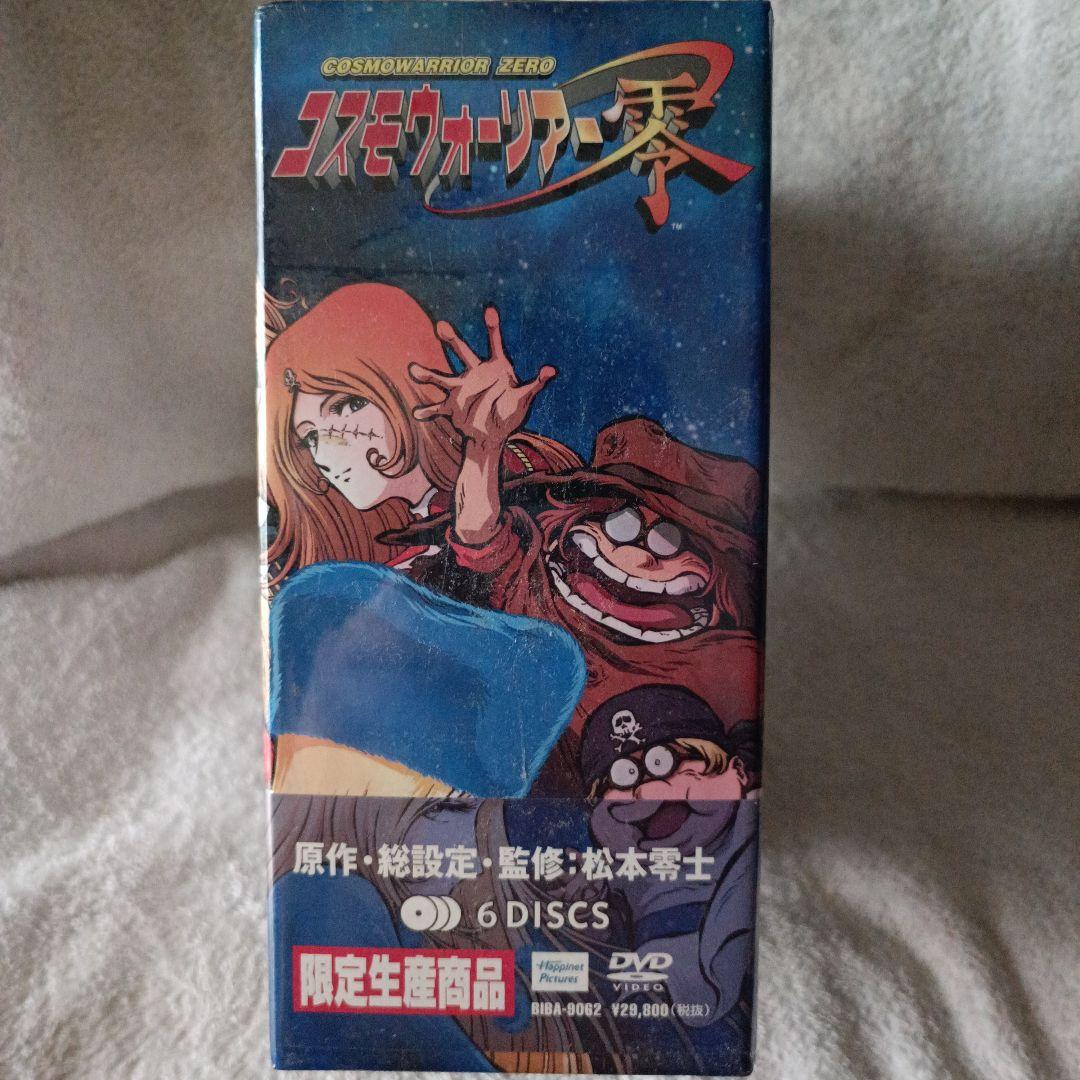 COSMOWARRIOR ZERO
コスモウォーリアー零
TM
原作・総設定・監修:松本零士
6 DISCS
限定生産商品
Happinet
Pictures
DVD
VIDEO
BIBA-9062 ¥29,800(税抜)